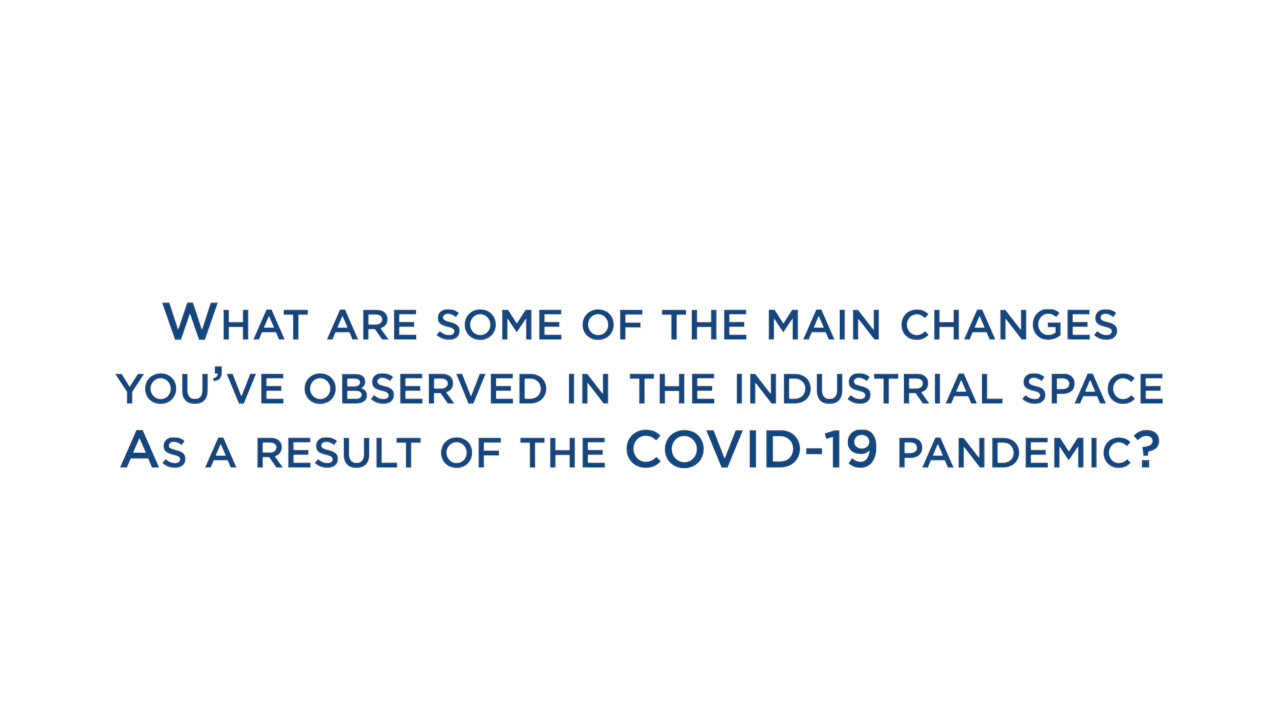 What are some of the main changes
you've observed in the industrial space
As a result of the COVID-19 pandemic?